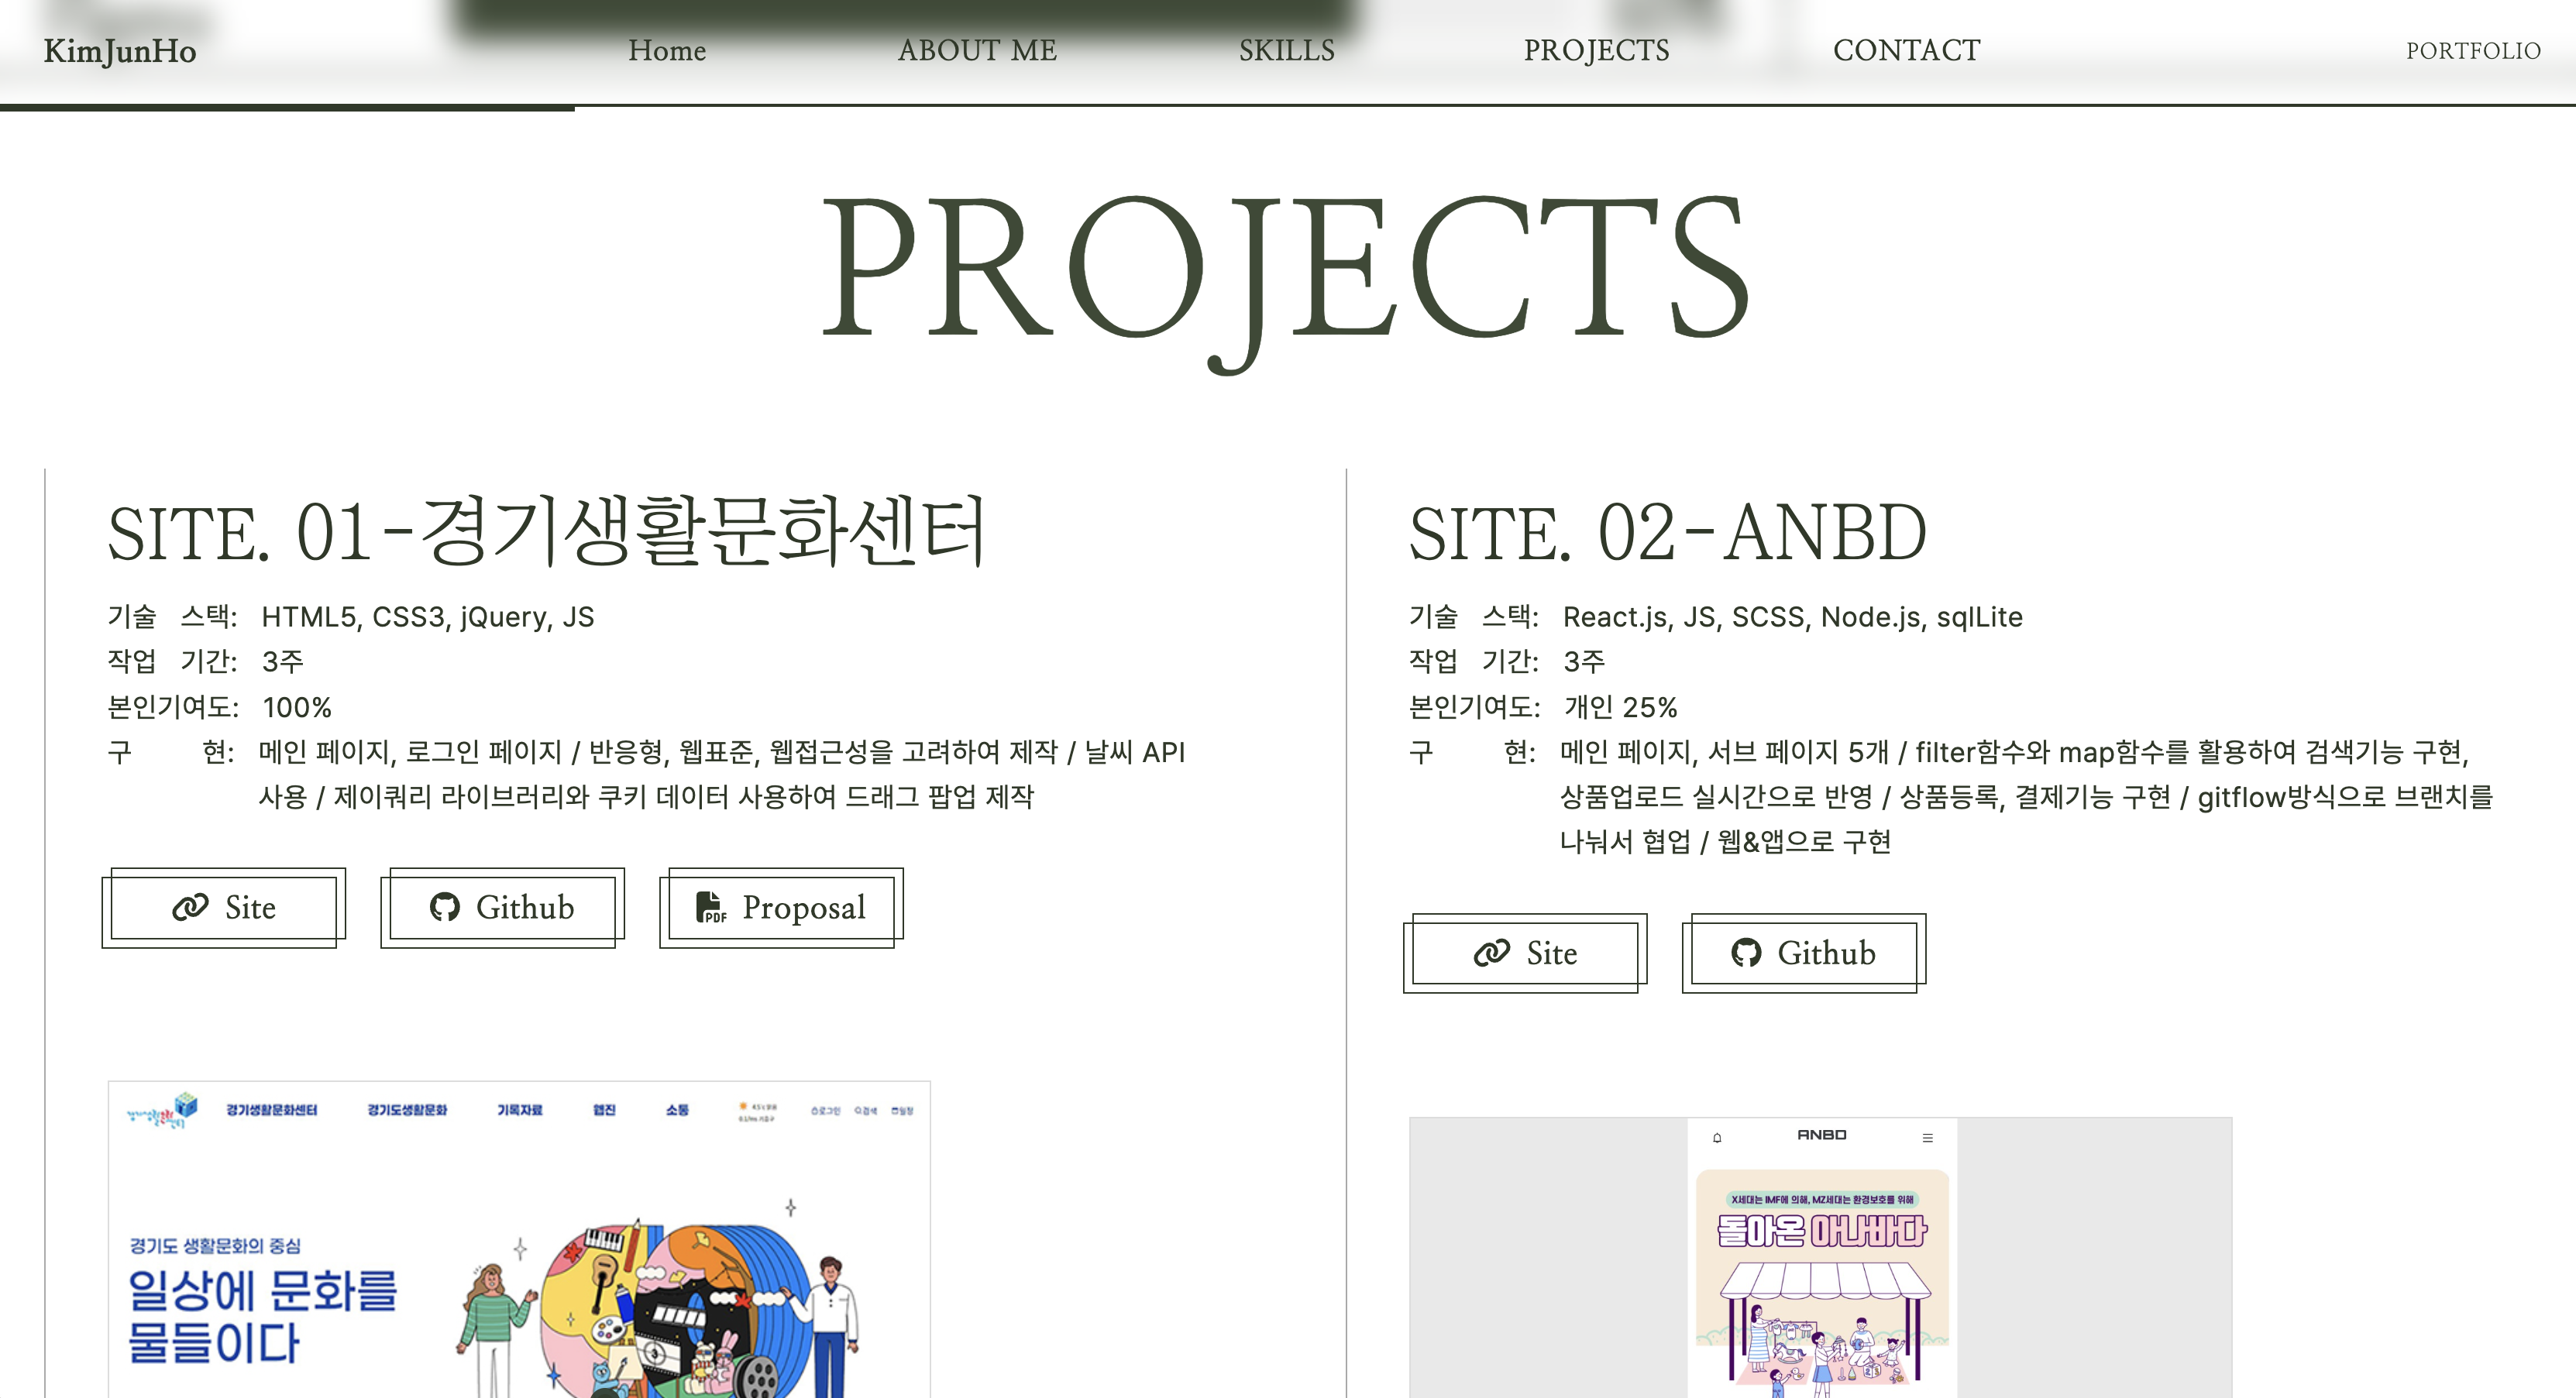 KimJunHo
Home
ABOUT ME
SKILLS
PROJECTS
CONTACT
PORTFOLIO
PROJECTS
SITE. 01-경기생활문화센터
기술 스택: HTML5, CSS3, jQuery, JS
작업 기간: 3주
본인기여도: 100%
구 현: 메인 페이지, 로그인 페이지 / 반응형, 웹표준, 웹접근성을 고려하여 제작 / 날씨 API
사용 / 제이쿼리 라이브러리와 쿠키 데이터 사용하여 드래그 팝업 제작
Site
Github
PDF
Proposal
경기생활문화센터
경기도생활문화
기록자료
웹진
소통
로그인
검색
일정
경기도 생활문화의 중심
일상에 문화를
물들이다
SITE. 02-ANBD
기술 스택: React.js, JS, SCSS, Node.js, sqlLite
작업 기간: 3주
본인기여도: 개인 25%
구 현: 메인 페이지, 서브 페이지 5개 / filter함수와 map함수를 활용하여 검색기능 구현,
상품업로드 실시간으로 반영 / 상품등록, 결제기능 구현 / gitflow방식으로 브랜치를
나눠서 협업 / 웹&앱으로 구현
Site
Github
ANBD
X세대는 IMF에 의해, MZ세대는 환경보호를 위해
돌아온 아나바다